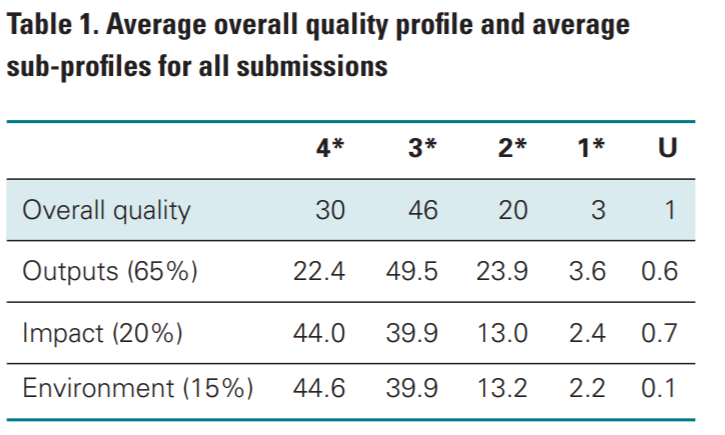 Table 1. Average overall quality profile and average
sub-profiles for all submissions
4* 3* 2* 1* U
Overall quality 30 46 20 3 1
Outputs (65%) 22.4 49.5 23.9 3.6 0.6
Impact (20%) 44.0 39.9 13.0 2.4 0.7
Environment (15%) 44.6 39.9 13.2 2.2 0.1